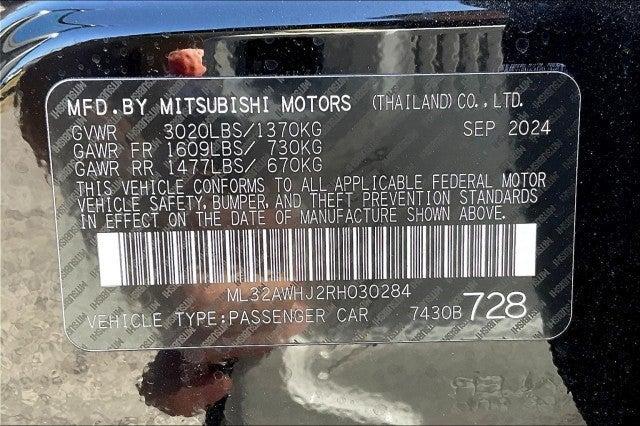 MFD.BY MITSUBISHI MOTORS (THAILAND)CO.,LTD.
GVWR 3020LBS/1370KG SEP 2024
GAWR FR 1609LBS/ 730KG
GAWR RR 1477LBS/ 670KG
THIS VEHICLE CONFORMS TO ALL APPLICABLE FEDERAL MOTOR
VEHICLE SAFETY, BUMPER, AND THEFT PREVENTION STANDARDS
IN EFFECT ON THE DATE OF MANUFACTURE SHOWN ABOVE.
ML32AWHJ2RH030284
VEHICLE TYPE:PASSENGER CAR 7430B 728